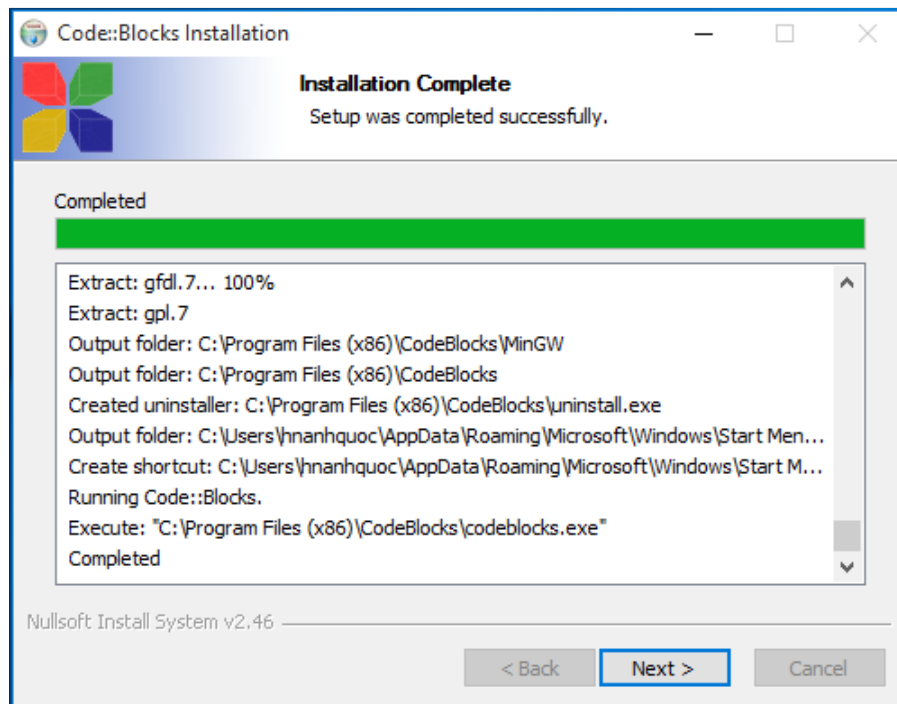 Code::Blocks Installation
Installation Complete
Setup was completed successfully.
Completed
Extract: gfdl.7... 100%
Extract: gpl.7
Output folder: C:\Program Files (x86)\CodeBlocks\MinGW
Output folder: C:\Program Files (x86)\CodeBlocks
Created uninstaller: C:\Program Files (x86)\CodeBlocks\uninstall.exe
Output folder: C:\Users\hnanhquoc\AppData\Roaming\Microsoft\Windows\Start Men...
Create shortcut: C:\Users\hnanhquoc\AppData\Roaming\Microsoft\Windows\Start M...
Running Code::Blocks.
Execute: "C:\Program Files (x86)\CodeBlocks\codeblocks.exe"
Completed
Nullsoft Install System v2.46
< Back Next > Cancel